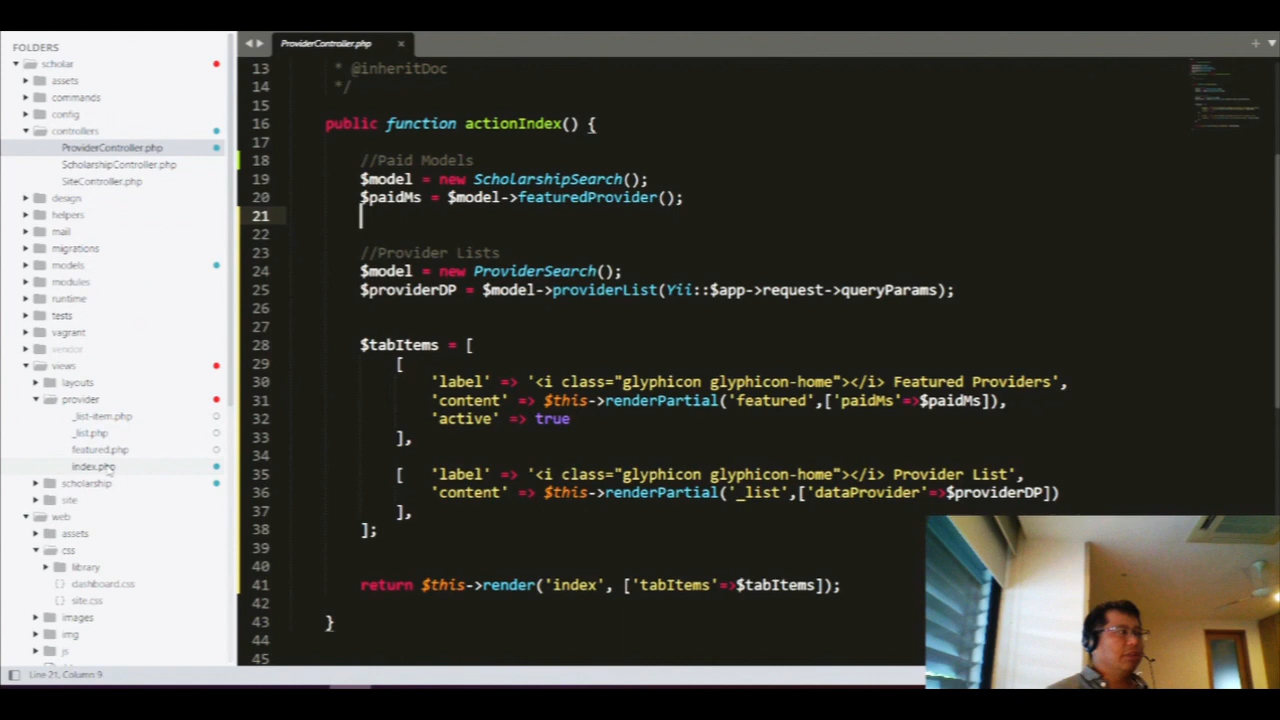 FOLDERS
scholar
assets
commands
config
controllers
ProviderController.php
ScholarshipController.php
SiteController.php
design
helpers
mail
migrations
models
modules
runtime
tests
vagrant
vendor
views
layouts
provider
_list-item.php
_list.php
featured.php
index.php
scholarship
site
web
assets
css
library
dashboard.css
site.css
images
img
js
Line 21, Column 9
ProviderController.php ×
13 * @inheritDoc
14 */
15
16 public function actionIndex() {
17
18 //Paid Models
19 $model = new ScholarshipSearch();
20 $paidMs = $model->featuredProvider();
21
22
23 //Provider Lists
24 $model = new ProviderSearch();
25 $providerDP = $model->providerList(Yii::$app->request->queryParams);
26
27
28 $tabItems = [
29 [
30 'label' => '<i class="glyphicon glyphicon-home"></i> Featured Providers',
31 'content' => $this->renderPartial('featured',['paidMs'=>$paidMs]),
32 'active' => true
33 ],
34
35 [ 'label' => '<i class="glyphicon glyphicon-home"></i> Provider List',
36 'content' => $this->renderPartial('_list',['dataProvider'=>$providerDP])
37 ],
38 ];
39
40
41 return $this->render('index', ['tabItems'=>$tabItems]);
42
43 }
44
45